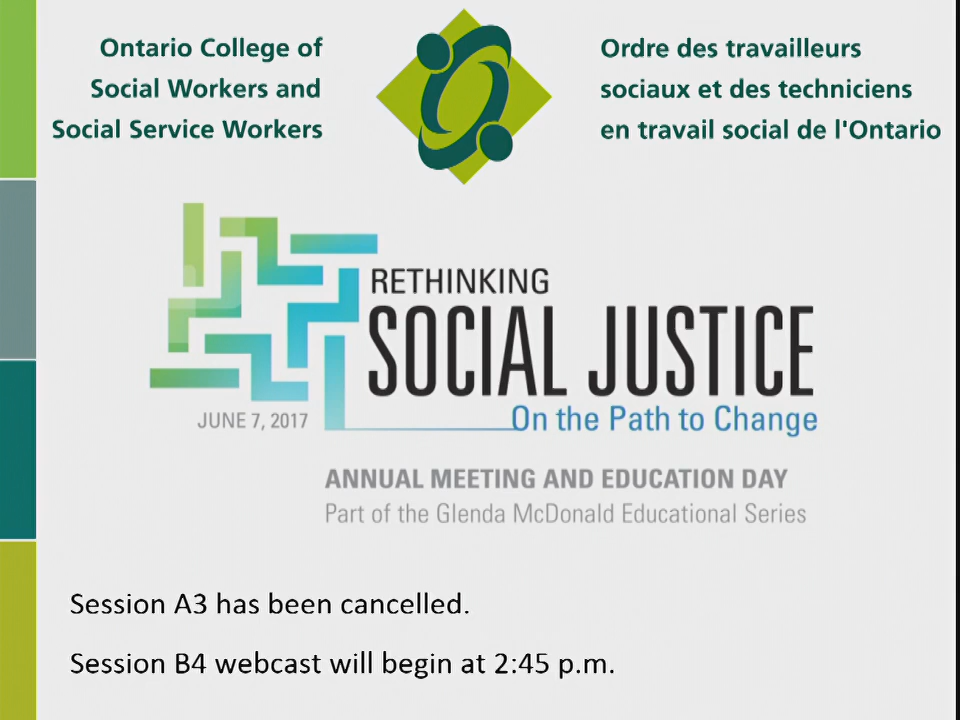 Ontario College of
Social Workers and
Social Service Workers
Ordre des travailleurs
sociaux et des techniciens
en travail social de l'Ontario
RETHINKING
SOCIAL JUSTICE
On the Path to Change
JUNE 7, 2017
ANNUAL MEETING AND EDUCATION DAY
Part of the Glenda McDonald Educational Series
Session A3 has been cancelled.
Session B4 webcast will begin at 2:45 p.m.